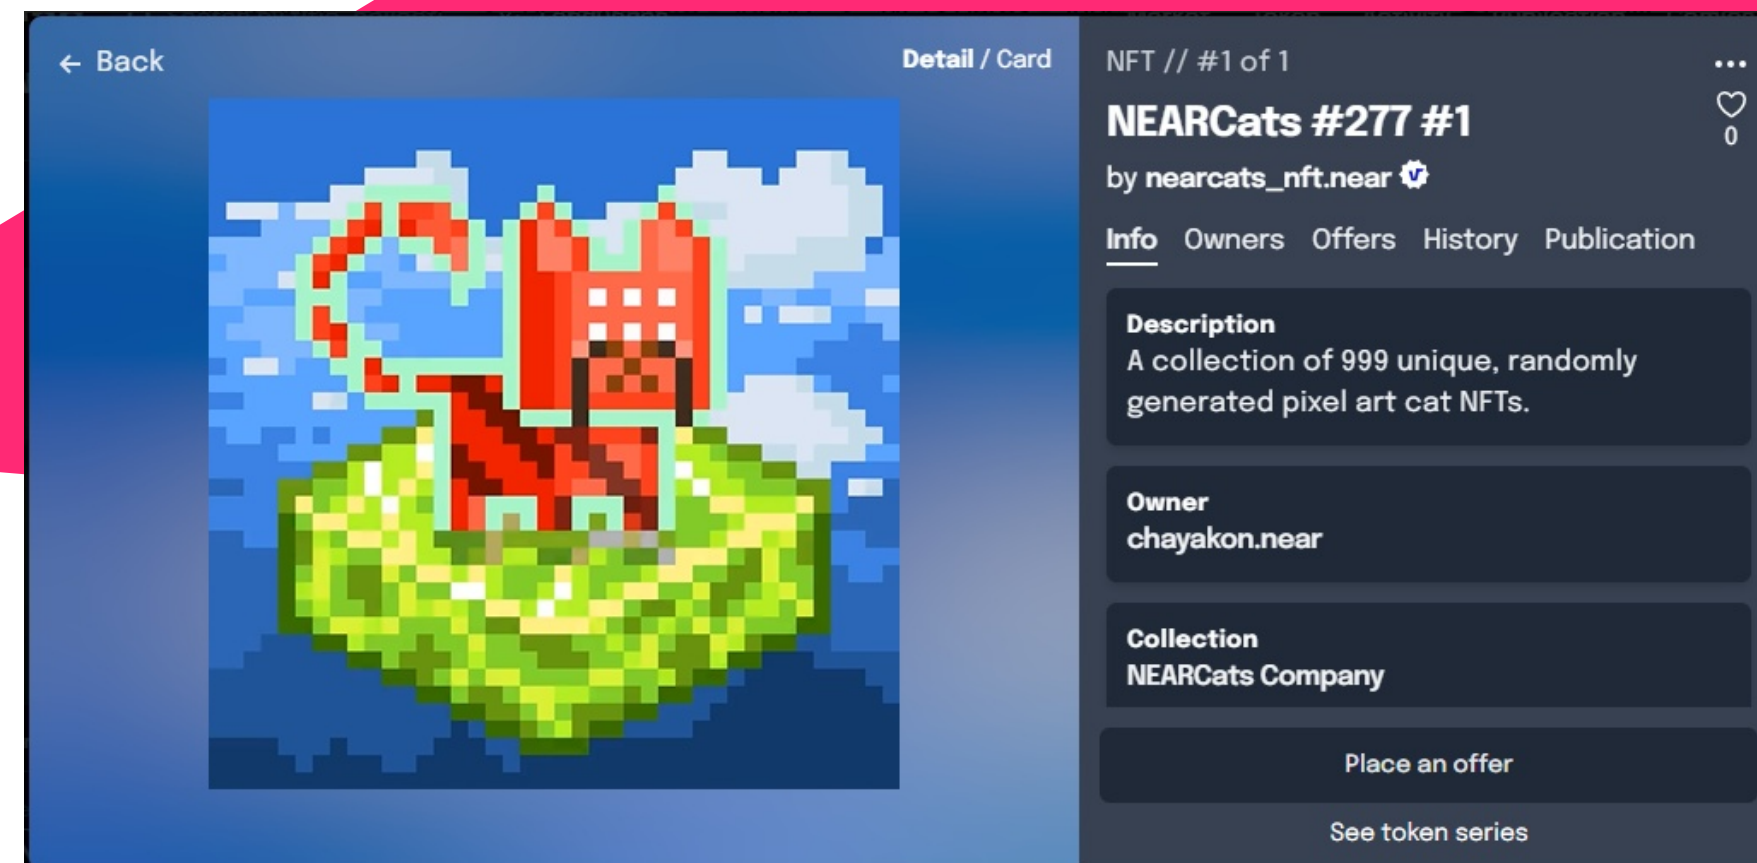 ← Back
Detail / Card
NFT // #1 of 1
NEARCats #277 #1
0
by nearcats_nft.near
Info Owners Offers History Publication
Description
A collection of 999 unique, randomly
generated pixel art cat NFTs.
Owner
chayakon.near
Collection
NEARCats Company
Place an offer
See token series